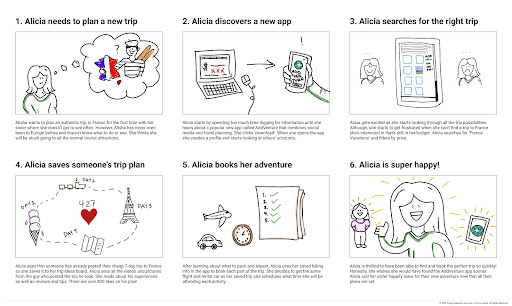 1. Alicia needs to plan a new trip
2. Alicia discovers a new app
3. Alicia searches for the right trip
?
XXX
Alisha wants to plan an authentic trip to France for the first time with her
sister whom she doesn't get to see often. However, Alisha has never even
been to Europe before and doesn't know what to do or see. She thinks she
will be stuck going to all the normal tourist attractions.
Alicia starts by spending too much time digging for information until she
hears about a popular new app called AddVenture that combines social
media and travel planning. She clicks 'download'. When she opens the app
she creates a profile and starts looking at others' accounts.
Alicia gets excited as she starts looking through all the trip possibilities.
Although, she starts to get frustrated when she can't find a trip to France
she's interested in that's still in her budget. Alicia searches for 'France
Vacations' and filters by price.
4. Alicia saves someone's trip plan
5. Alicia books her adventure
6. Alicia is super happy!
DAY 1
DAY 2
DAY 3
DAY 4
427
1.
2.
3.
4.
5.
Alicia sees that someone has already posted their cheap 7-day trip to France
so she saves it to her trip ideas board. Alicia sees all the videos and pictures
from the guy who posted the trip he took. She reads about his experiences,
as well as reviews and tips. There are over 400 likes on his plan!
After learning about what to pack and expect, Alicia uses her saved billing
info in the app to book each part of the trip. She decides to get the same
flight and rental car as her saved and schedules what time she will be
attending each activity.
Alicia is thrilled to have been able to find and book the perfect trip so quickly!
Honestly, she wishes she would have found the AddVenture app sooner. Alicia
and her sister happily leave for their new adventure now that all their
plans are set.